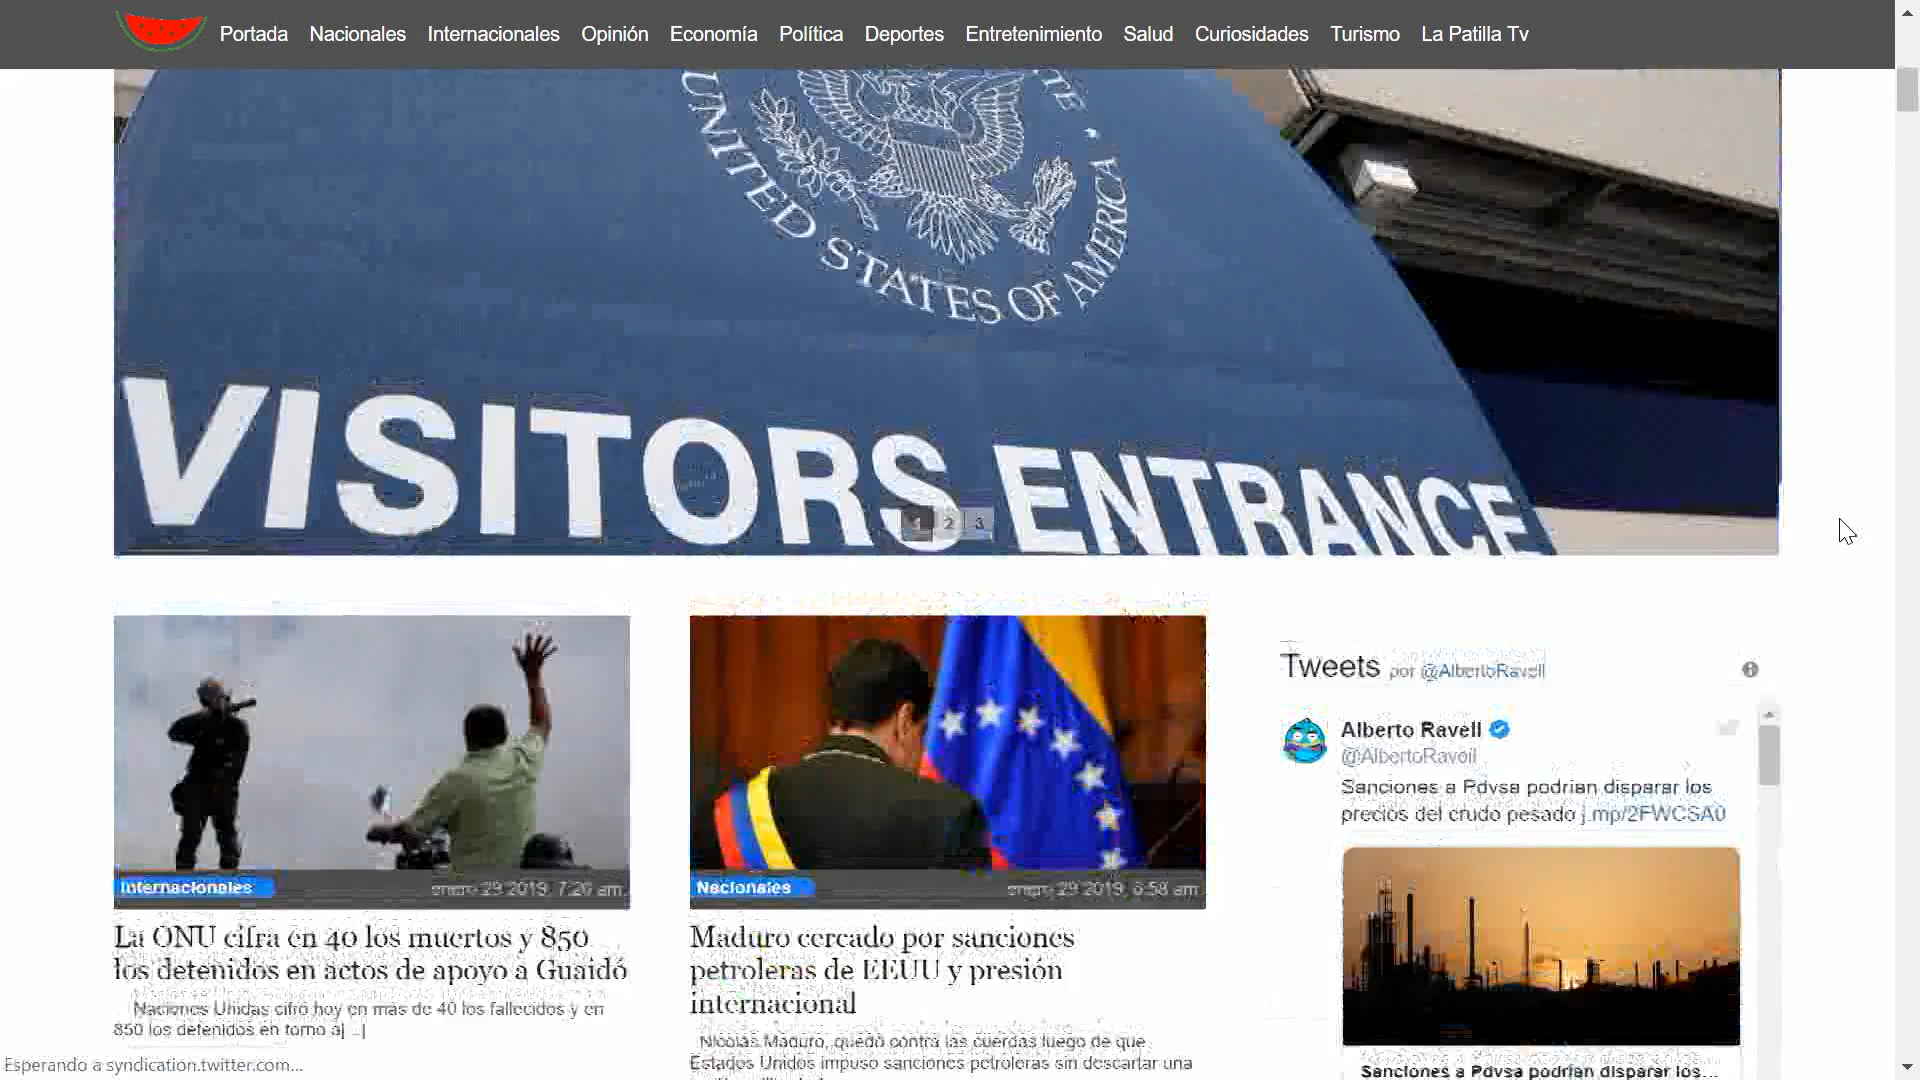 Portada Nacionales Internacionales Opinión Economía Política Deportes Entretenimiento Salud Curiosidades Turismo La Patilla Tv
TE •
UNITED STATES OF AMERICA
VISITORS ENTRANCE
1 2 3
Internacionales enero 29 2019, 7:20 am
La ONU cifra en 40 los muertos y 850
los detenidos en actos de apoyo a Guaidó
Naciones Unidas cifró hoy en más de 40 los fallecidos y en
850 los detenidos en torno a[...]
Nacionales enero 29 2019, 6:58 am
Maduro cercado por sanciones
petroleras de EEUU y presión
internacional
Nicolás Maduro, quedó contra las cuerdas luego de que
Estados Unidos impuso sanciones petroleras sin descartar una
Tweets por @AlbertoRavell
Alberto Ravell
@AlbertoRavell
Sanciones a Pdvsa podrían disparar los
precios del crudo pesado j.mp/2FWCSA0
Sanciones a Pdvsa podrían disparar los...
Esperando a syndication.twitter.com...